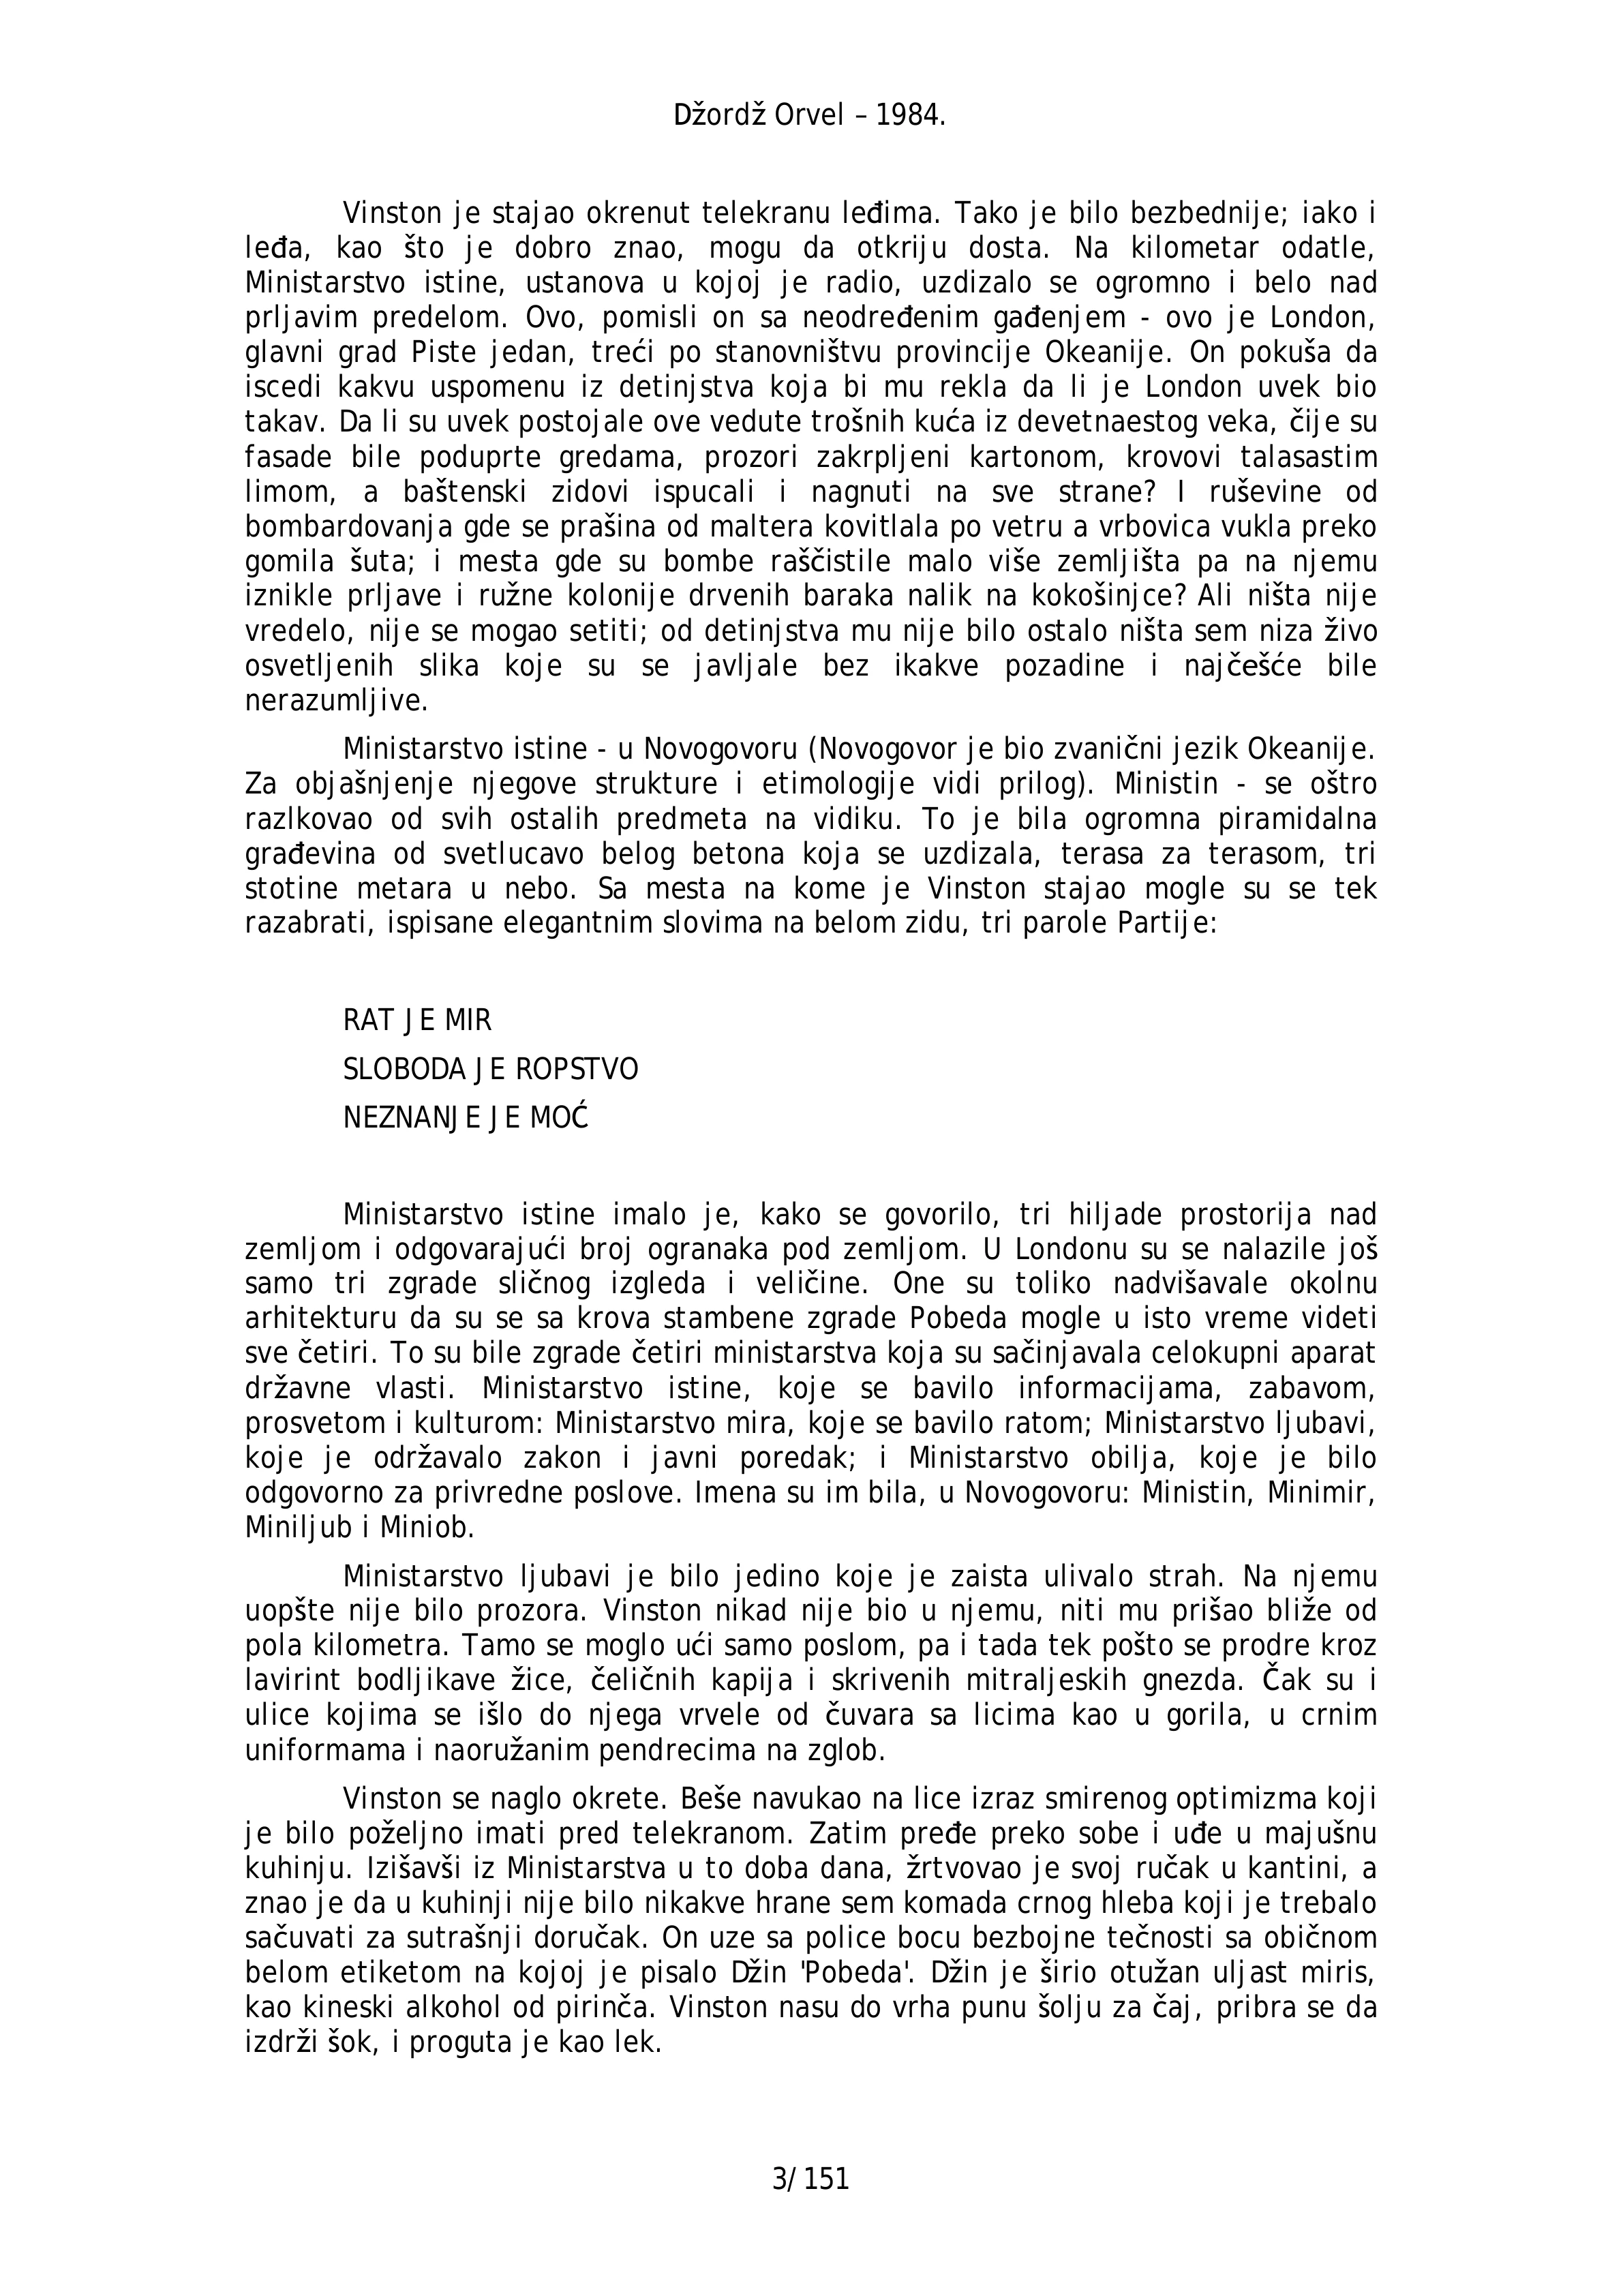 Džordž Orvel – 1984.
Vinston je stajao okrenut telekranu leđima. Tako je bilo bezbednije; iako i
leđa, kao što je dobro znao, mogu da otkriju dosta. Na kilometar odatle,
Ministarstvo istine, ustanova u kojoj je radio, uzdizalo se ogromno i belo nad
prljavim predelom. Ovo, pomisli on sa neodređenim gađenjem - ovo je London,
glavni grad Piste jedan, treći po stanovništvu provincije Okeanije. On pokuša da
iscedi kakvu uspomenu iz detinjstva koja bi mu rekla da li je London uvek bio
takav. Da li su uvek postojale ove vedute trošnih kuća iz devetnaestog veka, čije su
fasade bile poduprte gredama, prozori zakrpljeni kartonom, krovovi talasastim
limom, a baštenski zidovi ispucali i nagnuti na sve strane? I ruševine od
bombardovanja gde se prašina od maltera kovitlala po vetru a vrbovica vukla preko
gomila šuta; i mesta gde su bombe raščistile malo više zemljišta pa na njemu
iznikle prljave i ružne kolonije drvenih baraka nalik na kokošinjce? Ali ništa nije
vredelo, nije se mogao setiti; od detinjstva mu nije bilo ostalo ništa sem niza živo
osvetljenih slika koje su se javljale bez ikakve pozadine i najčešće bile
nerazumljive.
Ministarstvo istine - u Novogovoru (Novogovor je bio zvanični jezik Okeanije.
Za objašnjenje njegove strukture i etimologije vidi prilog). Ministin - se oštro
razlkovao od svih ostalih predmeta na vidiku. To je bila ogromna piramidalna
građevina od svetlucavo belog betona koja se uzdizala, terasa za terasom, tri
stotine metara u nebo. Sa mesta na kome je Vinston stajao mogle su se tek
razabrati, ispisane elegantnim slovima na belom zidu, tri parole Partije:
RAT JE MIR
SLOBODA JE ROPSTVO
NEZNANJE JE MOĆ
Ministarstvo istine imalo je, kako se govorilo, tri hiljade prostorija nad
zemljom i odgovarajući broj ogranaka pod zemljom. U Londonu su se nalazile još
samo tri zgrade sličnog izgleda i veličine. One su toliko nadvišavale okolnu
arhitekturu da su se sa krova stambene zgrade Pobeda mogle u isto vreme videti
sve četiri. To su bile zgrade četiri ministarstva koja su sačinjavala celokupni aparat
državne vlasti. Ministarstvo istine, koje se bavilo informacijama, zabavom,
prosvetom i kulturom: Ministarstvo mira, koje se bavilo ratom; Ministarstvo ljubavi,
koje je održavalo zakon i javni poredak; i Ministarstvo obilja, koje je bilo
odgovorno za privredne poslove. Imena su im bila, u Novogovoru: Ministin, Minimir,
Miniljub i Miniob.
Ministarstvo ljubavi je bilo jedino koje je zaista ulivalo strah. Na njemu
uopšte nije bilo prozora. Vinston nikad nije bio u njemu, niti mu prišao bliže od
pola kilometra. Tamo se moglo ući samo poslom, pa i tada tek pošto se prodre kroz
lavirint bodljikave žice, čeličnih kapija i skrivenih mitraljeskih gnezda. Čak su i
ulice kojima se išlo do njega vrvele od čuvara sa licima kao u gorila, u crnim
uniformama i naoružanim pendrecima na zglob.
Vinston se naglo okrete. Beše navukao na lice izraz smirenog optimizma koji
je bilo poželjno imati pred telekranom. Zatim pređe preko sobe i uđe u majušnu
kuhinju. Izišavši iz Ministarstva u to doba dana, žrtvovao je svoj ručak u kantini, a
znao je da u kuhinji nije bilo nikakve hrane sem komada crnog hleba koji je trebalo
sačuvati za sutrašnji doručak. On uze sa police bocu bezbojne tečnosti sa običnom
belom etiketom na kojoj je pisalo Džin 'Pobeda'. Džin je širio otužan uljast miris,
kao kineski alkohol od pirinča. Vinston nasu do vrha punu šolju za čaj, pribra se da
izdrži šok, i proguta je kao lek.
3/151